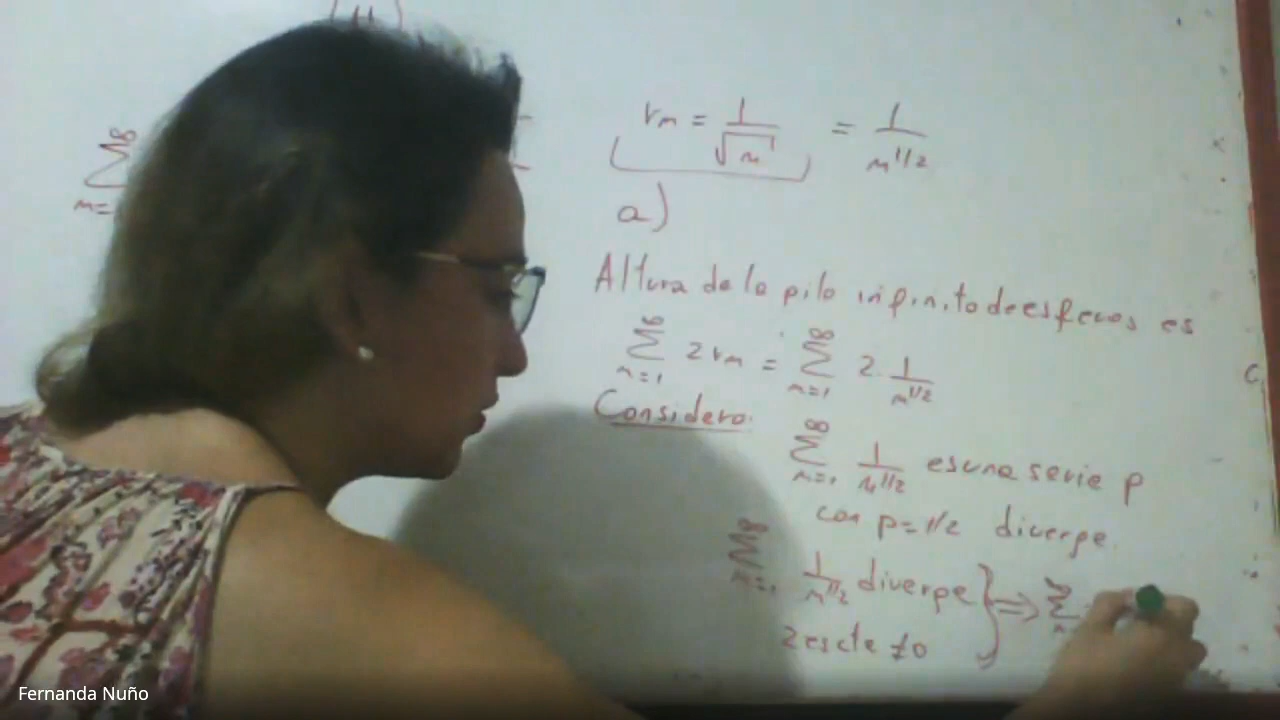 ∑ n=
rₙ = 1/√n = 1/n^1/2
a)
Altura de la pila infinita de esferas es
∑_{n=1}^∞ 2rₙ = ∑_{n=1}^∞ 2·1/n^1/2
Considero:
∑_{n=1}^∞ 1/n^1/2 es una serie p
con p=1/2 diverge
∑_{n=1}^∞ 1/n^1/2 diverge } ⇒ ∑
2 es cte ≠0
Fernanda Nuño